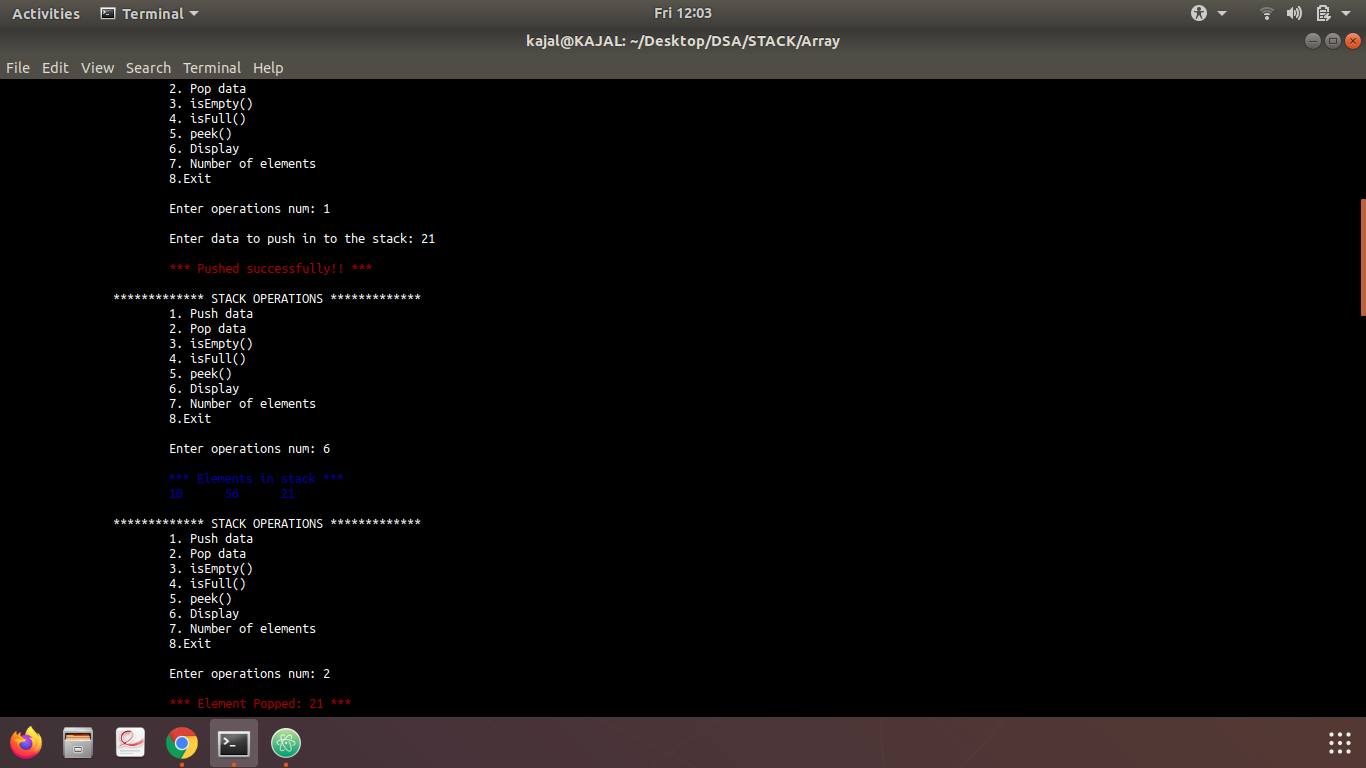 Activities Terminal Fri 12:03
kajal@KAJAL: ~/Desktop/DSA/STACK/Array
File Edit View Search Terminal Help
2. Pop data
3. isEmpty()
4. isFull()
5. peek()
6. Display
7. Number of elements
8.Exit
Enter operations num: 1
Enter data to push in to the stack: 21
*** Pushed successfully!! ***
************* STACK OPERATIONS *************
1. Push data
2. Pop data
3. isEmpty()
4. isFull()
5. peek()
6. Display
7. Number of elements
8.Exit
Enter operations num: 6
*** Elements in stack ***
10 56 21
************* STACK OPERATIONS *************
1. Push data
2. Pop data
3. isEmpty()
4. isFull()
5. peek()
6. Display
7. Number of elements
8.Exit
Enter operations num: 2
*** Element Popped: 21 ***